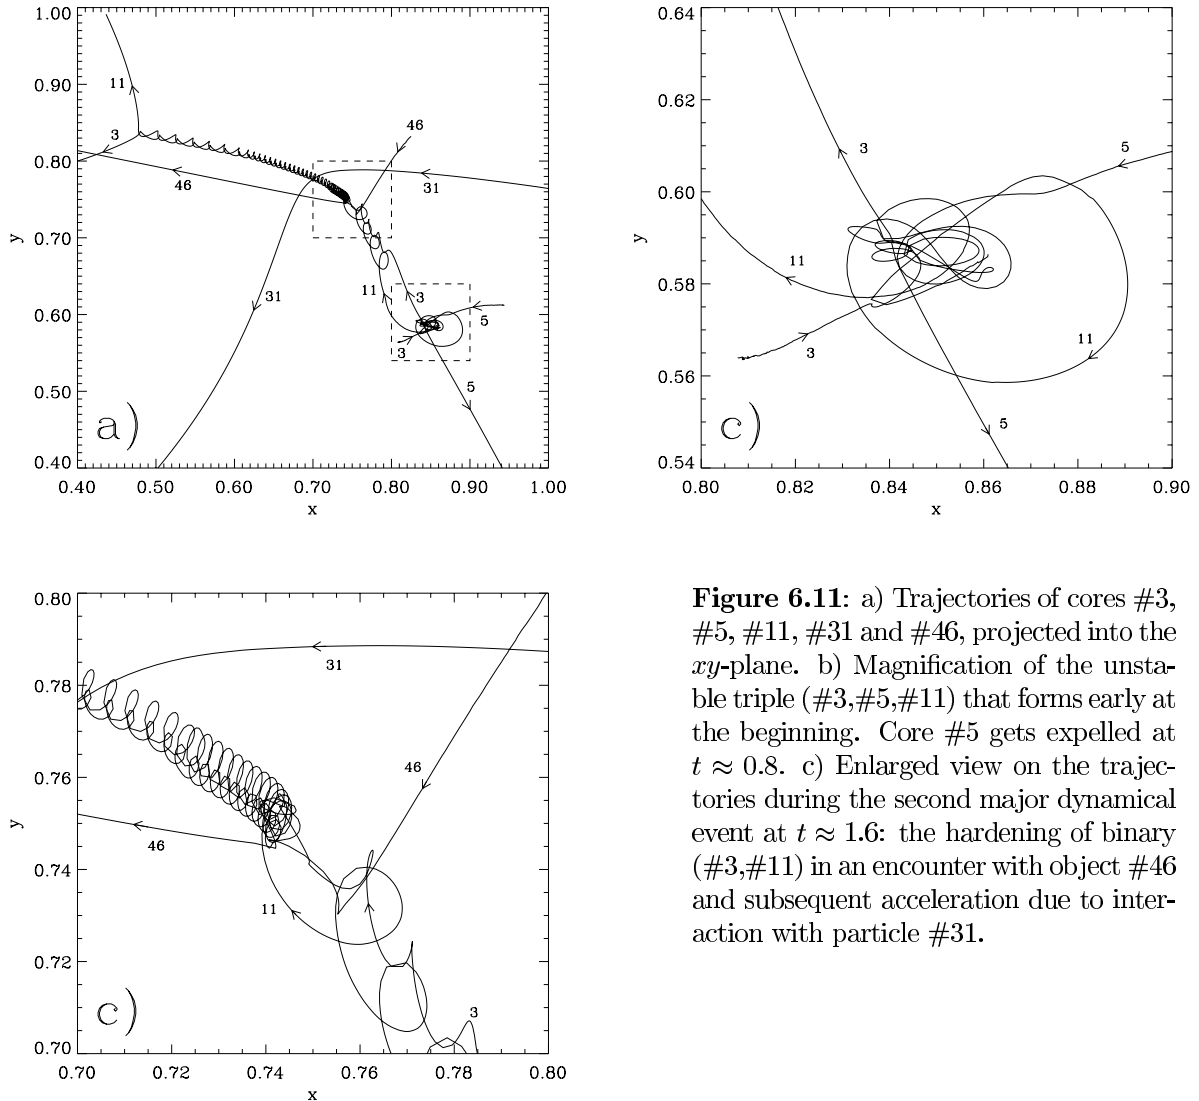 1.00
0.90
0.80
0.70
0.60
0.50
0.40
y
11
3
46
46
31
31
11
3
5
3
5
a)
0.40 0.50 0.60 0.70 0.80 0.90 1.00
x
0.64
0.62
0.60
0.58
0.56
0.54
y
3
5
11
3
11
5
c)
0.80 0.82 0.84 0.86 0.88 0.90
x
0.80
0.78
0.76
0.74
0.72
0.70
y
31
46
46
11
3
c)
0.70 0.72 0.74 0.76 0.78 0.80
x
Figure 6.11: a) Trajectories of cores #3,
#5, #11, #31 and #46, projected into the
xy-plane. b) Magnification of the unsta-
ble triple (#3,#5,#11) that forms early at
the beginning. Core #5 gets expelled at
t ≈ 0.8. c) Enlarged view on the trajec-
tories during the second major dynamical
event at t ≈ 1.6: the hardening of binary
(#3,#11) in an encounter with object #46
and subsequent acceleration due to inter-
action with particle #31.